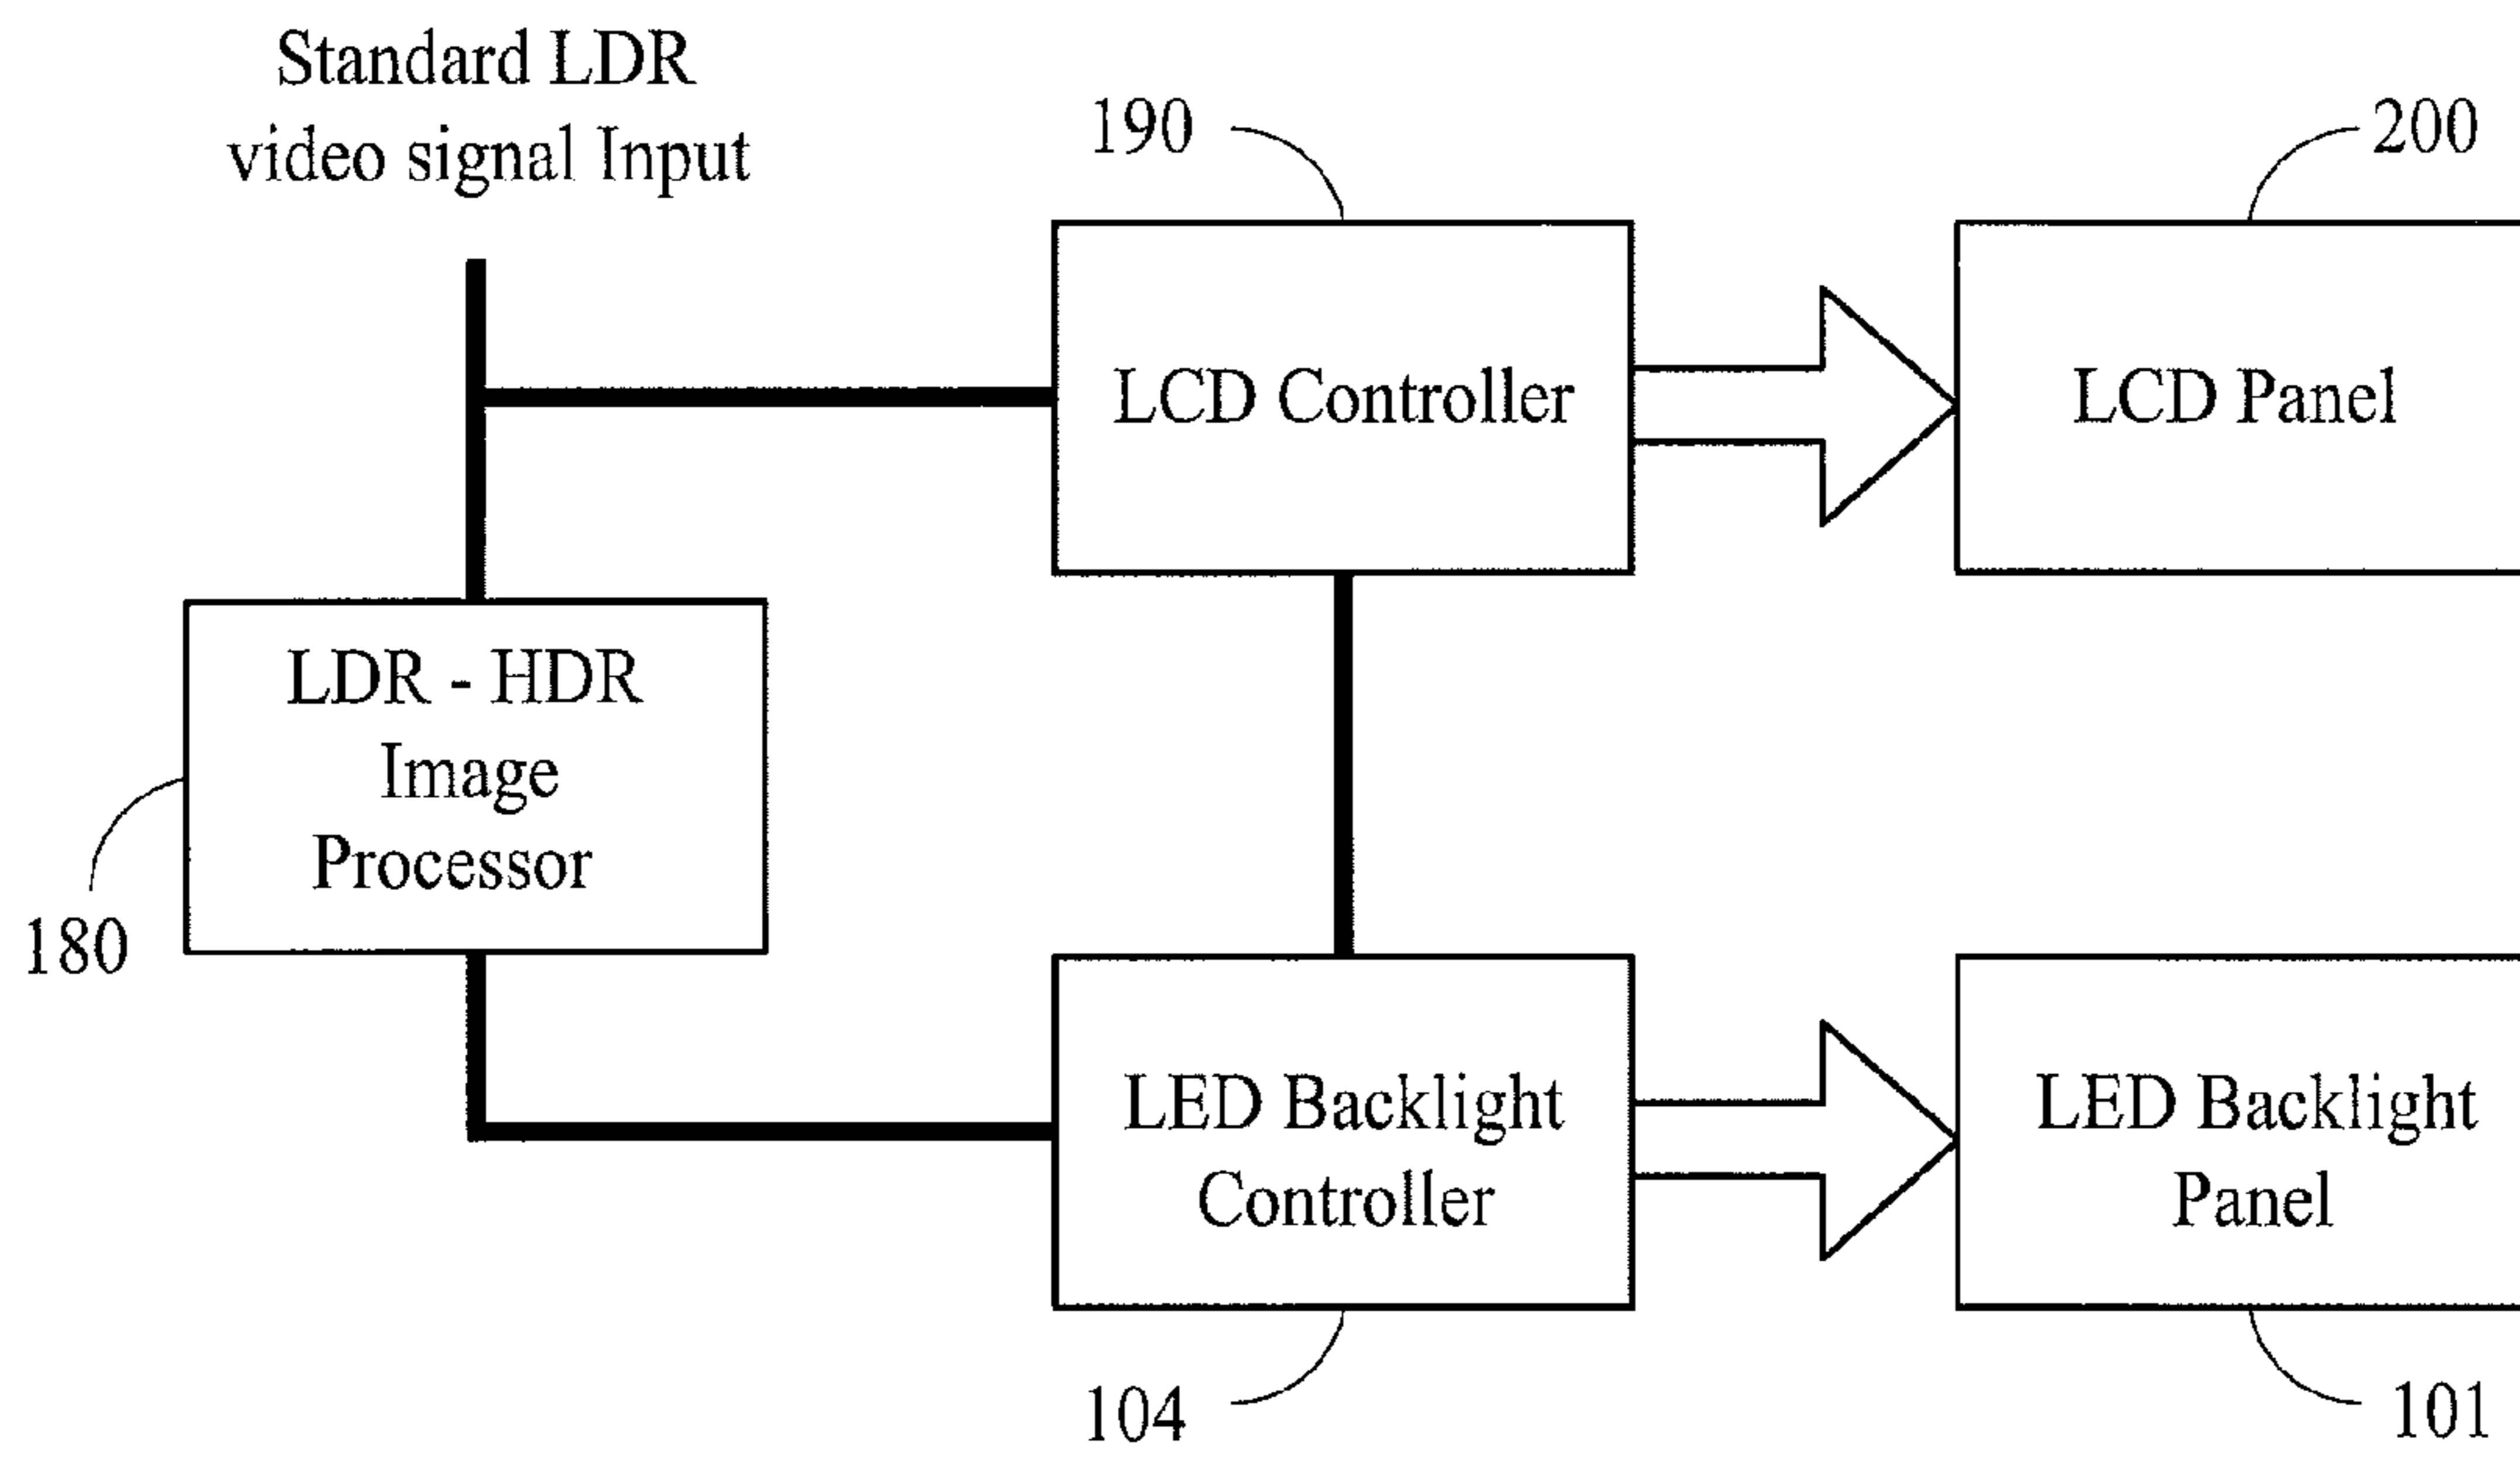 Standard LDR
video signal Input
190
200
LCD Controller
LCD Panel
LDR - HDR
Image
Processor
180
LED Backlight
Controller
LED Backlight
Panel
104
101